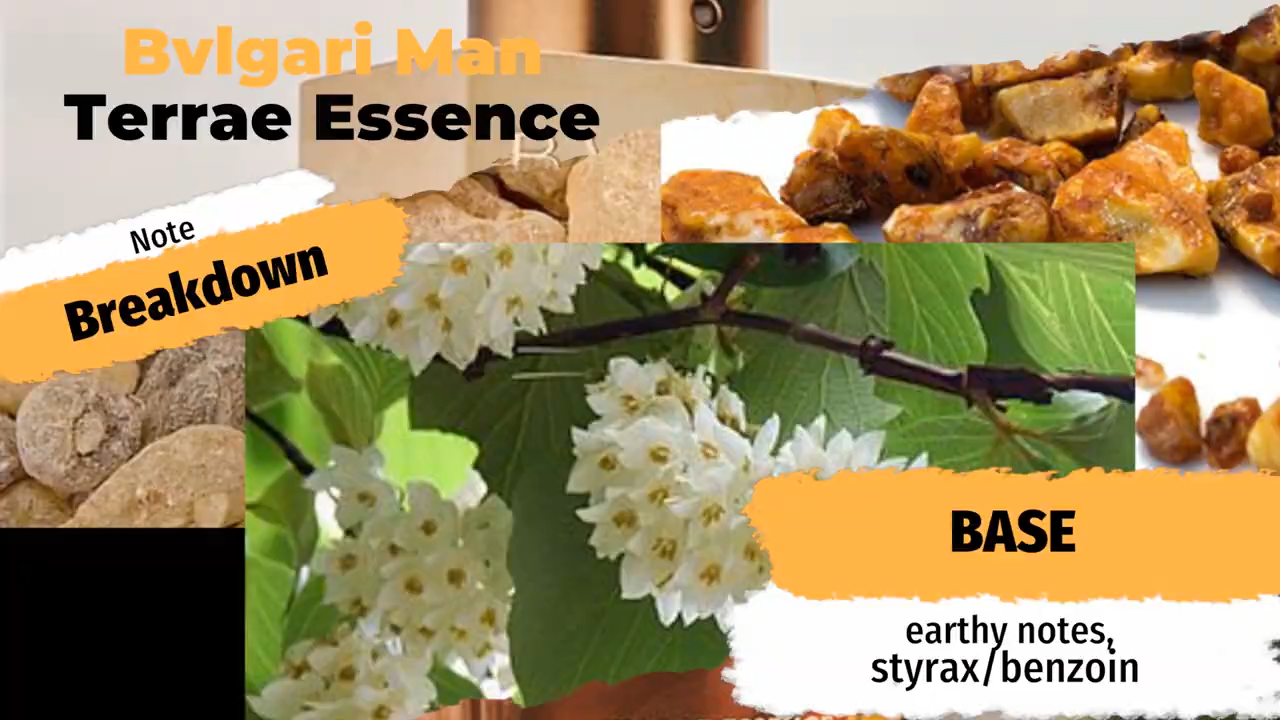 Bvlgari Man
Terrae Essence
Note
Breakdown
BASE
earthy notes,
styrax/benzoin